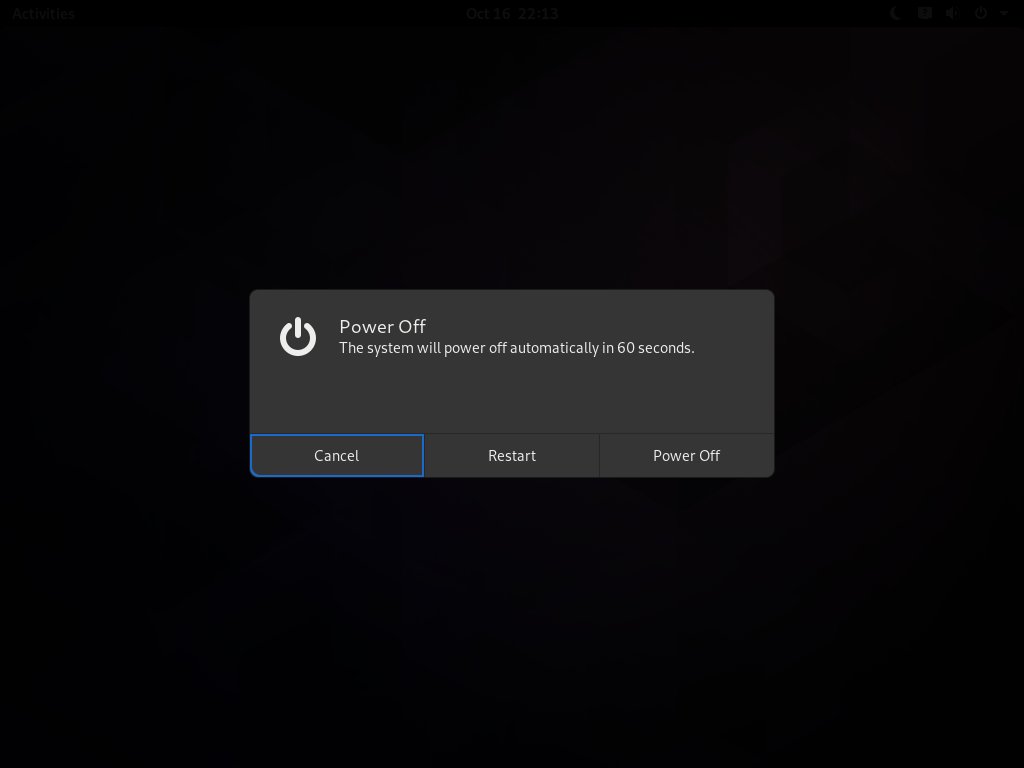 Activities Oct 16 22:13
Power Off
The system will power off automatically in 60 seconds.
Cancel Restart Power Off